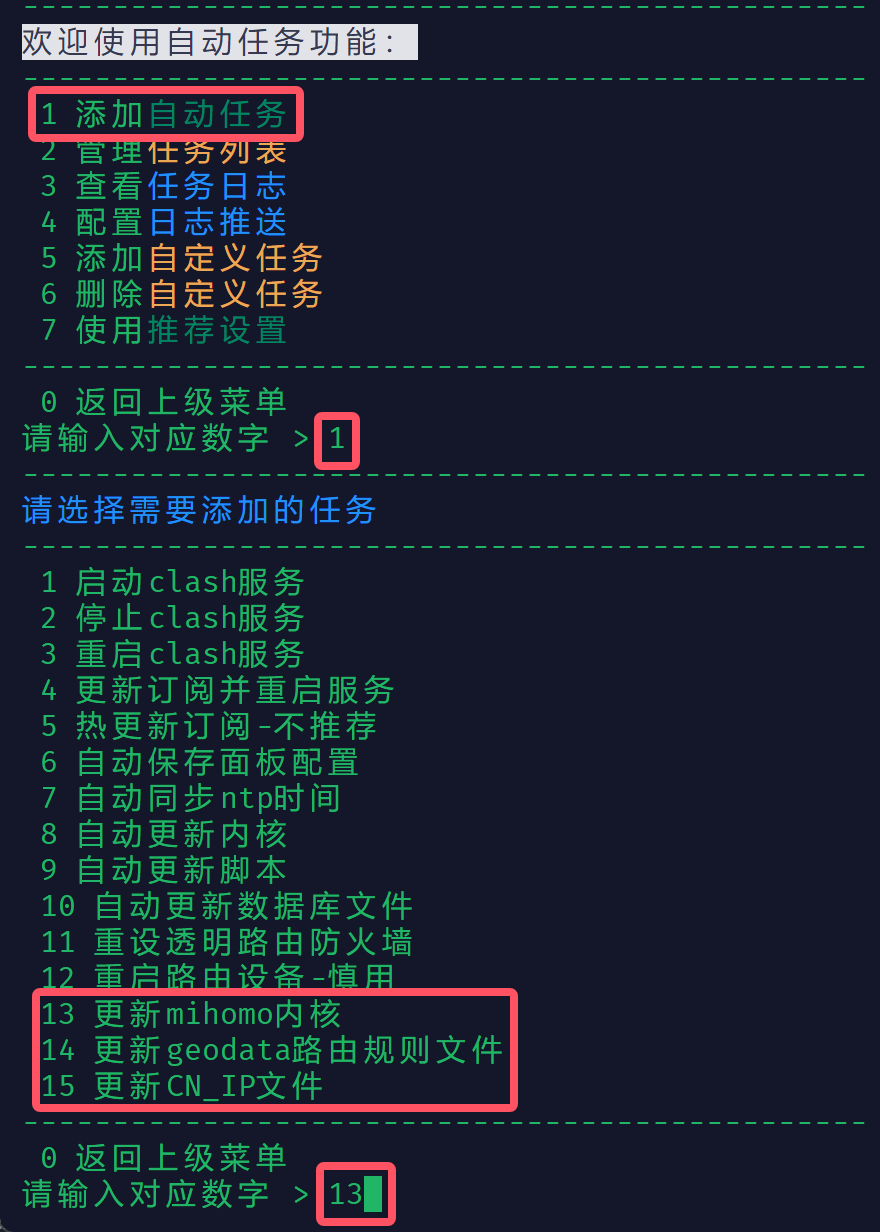 ------------------------------------------------
欢迎使用自动任务功能：
------------------------------------------------
1 添加自动任务
2 管理任务列表
3 查看任务日志
4 配置日志推送
5 添加自定义任务
6 删除自定义任务
7 使用推荐设置
------------------------------------------------
0 返回上级菜单
请输入对应数字 > 1
------------------------------------------------
请选择需要添加的任务
------------------------------------------------
1 启动clash服务
2 停止clash服务
3 重启clash服务
4 更新订阅并重启服务
5 热更新订阅-不推荐
6 自动保存面板配置
7 自动同步ntp时间
8 自动更新内核
9 自动更新脚本
10 自动更新数据库文件
11 重设透明路由防火墙
12 重启路由设备-慎用
13 更新mihomo内核
14 更新geodata路由规则文件
15 更新CN_IP文件
------------------------------------------------
0 返回上级菜单
请输入对应数字 > 13